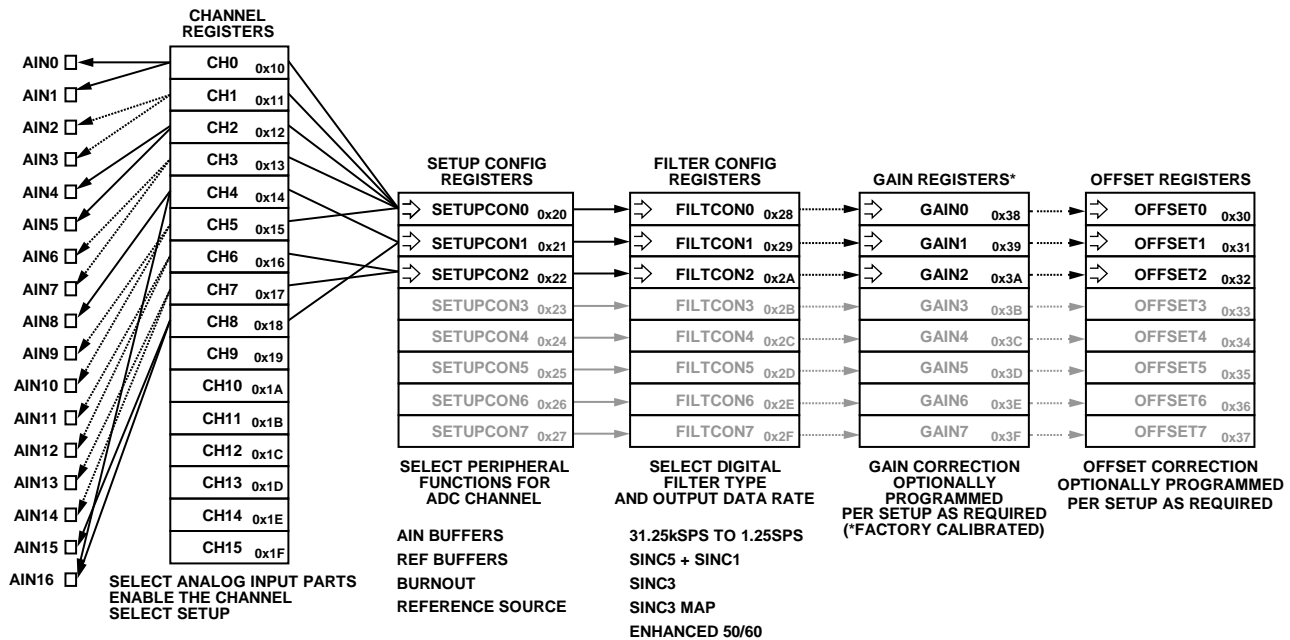 CHANNEL
REGISTERS
AIN0
AIN1
AIN2
AIN3
AIN4
AIN5
AIN6
AIN7
AIN8
AIN9
AIN10
AIN11
AIN12
AIN13
AIN14
AIN15
AIN16
CH0 0x10
CH1 0x11
CH2 0x12
CH3 0x13
CH4 0x14
CH5 0x15
CH6 0x16
CH7 0x17
CH8 0x18
CH9 0x19
CH10 0x1A
CH11 0x1B
CH12 0x1C
CH13 0x1D
CH14 0x1E
CH15 0x1F
SELECT ANALOG INPUT PARTS
ENABLE THE CHANNEL
SELECT SETUP
SETUP CONFIG
REGISTERS
SETUPCON0 0x20
SETUPCON1 0x21
SETUPCON2 0x22
SETUPCON3 0x23
SETUPCON4 0x24
SETUPCON5 0x25
SETUPCON6 0x26
SETUPCON7 0x27
SELECT PERIPHERAL
FUNCTIONS FOR
ADC CHANNEL
AIN BUFFERS
REF BUFFERS
BURNOUT
REFERENCE SOURCE
FILTER CONFIG
REGISTERS
FILTCON0 0x28
FILTCON1 0x29
FILTCON2 0x2A
FILTCON3 0x2B
FILTCON4 0x2C
FILTCON5 0x2D
FILTCON6 0x2E
FILTCON7 0x2F
SELECT DIGITAL
FILTER TYPE
AND OUTPUT DATA RATE
31.25kSPS TO 1.25SPS
SINC5 + SINC1
SINC3
SINC3 MAP
ENHANCED 50/60
GAIN REGISTERS*
GAIN0 0x38
GAIN1 0x39
GAIN2 0x3A
GAIN3 0x3B
GAIN4 0x3C
GAIN5 0x3D
GAIN6 0x3E
GAIN7 0x3F
GAIN CORRECTION
OPTIONALLY
PROGRAMMED
PER SETUP AS REQUIRED
(*FACTORY CALIBRATED)
OFFSET REGISTERS
OFFSET0 0x30
OFFSET1 0x31
OFFSET2 0x32
OFFSET3 0x33
OFFSET4 0x34
OFFSET5 0x35
OFFSET6 0x36
OFFSET7 0x37
OFFSET CORRECTION
OPTIONALLY PROGRAMMED
PER SETUP AS REQUIRED